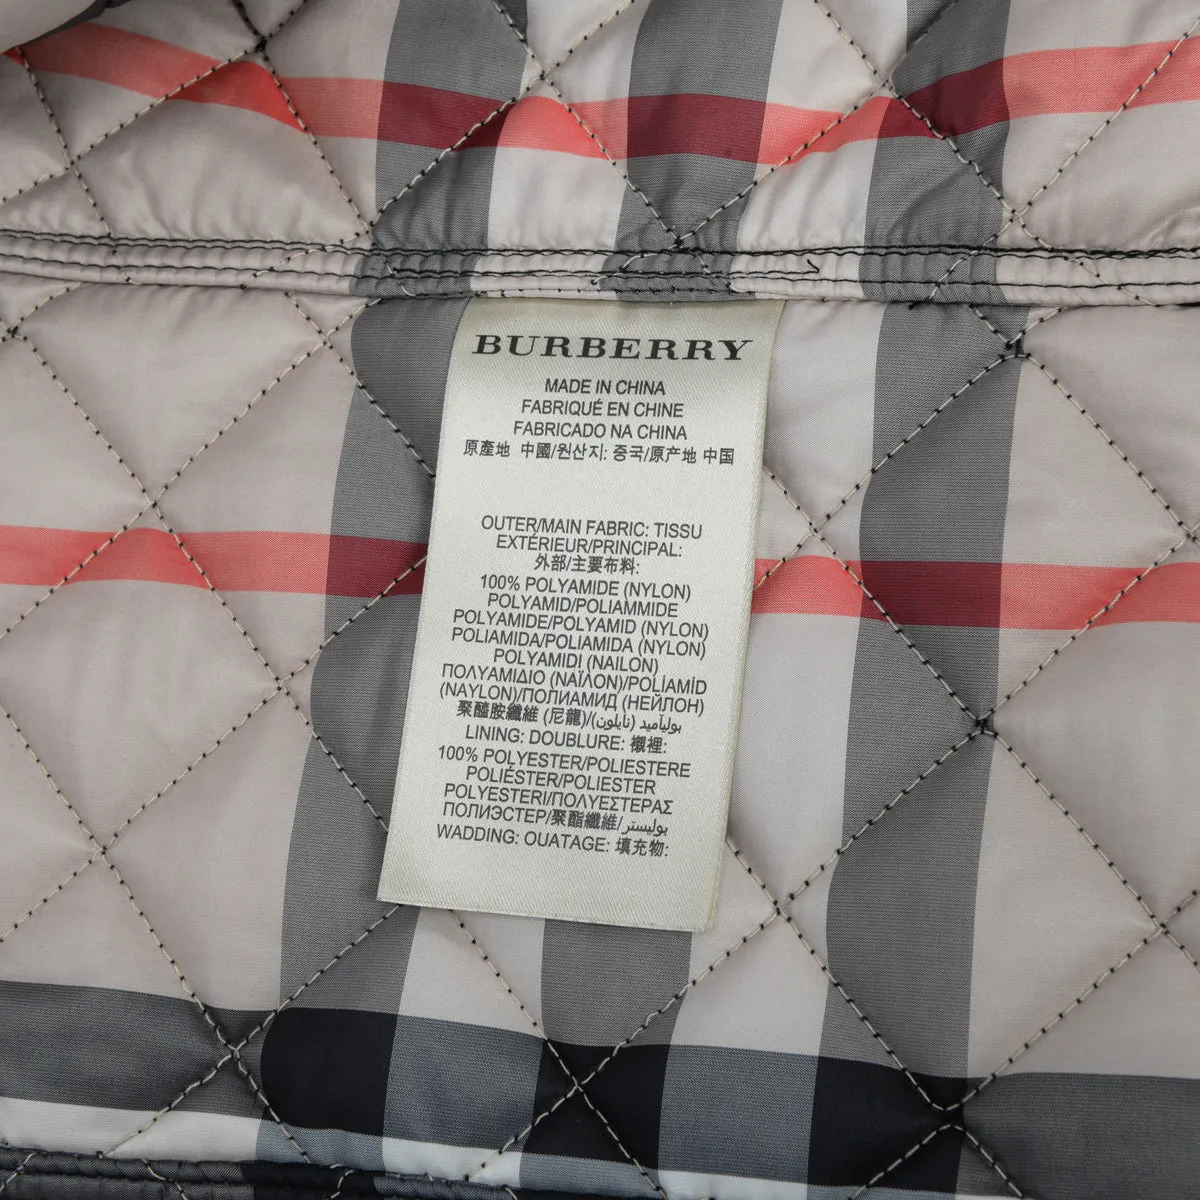 BURBERRY
MADE IN CHINA
FABRIQUÉ EN CHINE
FABRICADO NA CHINA
原產地 中國/원산지: 중국/原产地 中国
OUTER/MAIN FABRIC: TISSU
EXTÉRIEUR/PRINCIPAL:
外部/主要布料:
100% POLYAMIDE (NYLON)
POLYAMID/POLIAMMIDE
POLYAMIDE/POLYAMID (NYLON)
POLIAMIDA/POLIAMIDA (NYLON)
POLYAMIDI (NAILON)
ΠΟΛΥΑΜΙΔΙΟ (ΝΑΪΛΟΝ)/POLİAMİD
(NAYLON)/ПОЛИАМИД (НЕЙЛОН)
聚醯胺纖維 (尼龍)/بولیآمید (نایلون)
LINING: DOUBLURE: 襯裡:
100% POLYESTER/POLIESTERE
POLIÉSTER/POLIESTER
POLYESTERI/ΠΟΛΥΕΣΤΕΡΑΣ
ПОЛИЭСТЕР/聚酯纖維/بولیستر
WADDING: OUATAGE: 填充物: